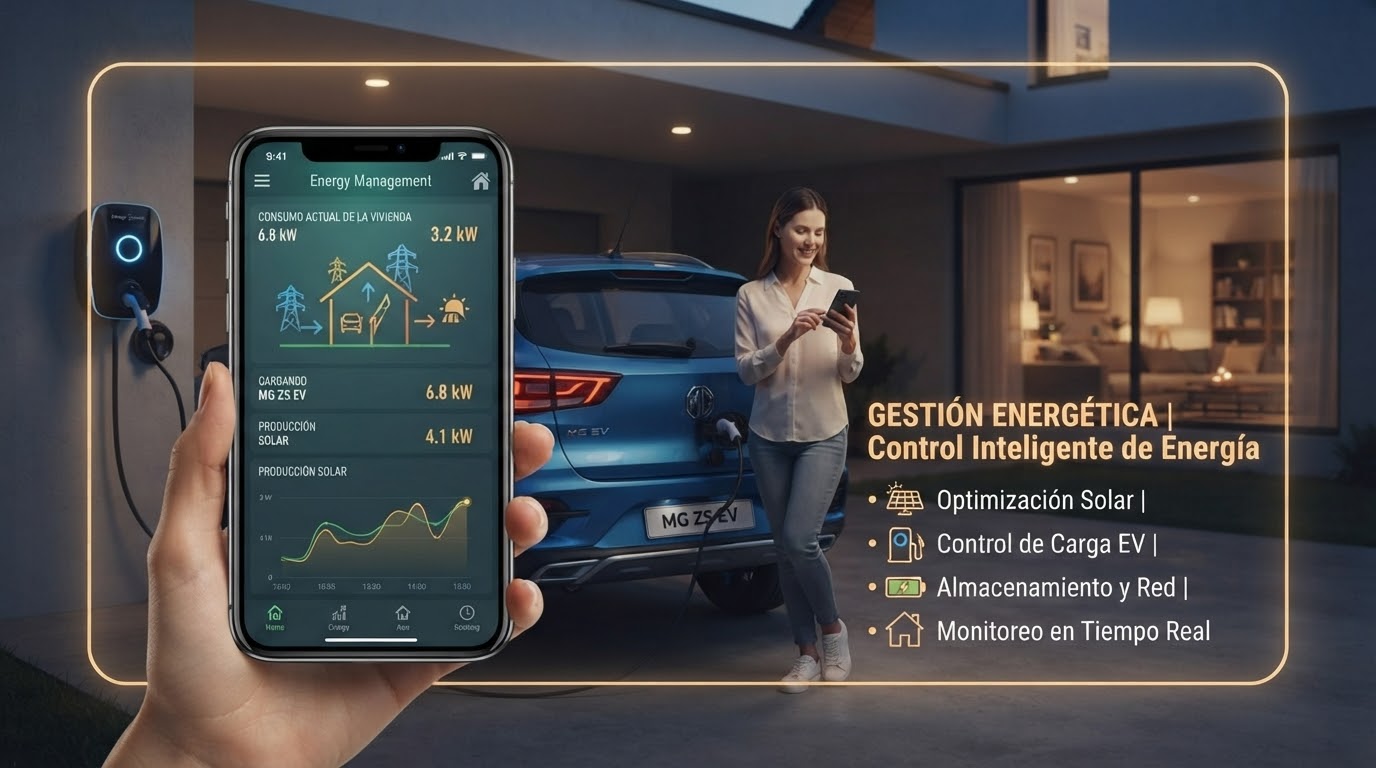 9:41
Energy Management
CONSUMO ACTUAL DE LA VIVIENDA
6.8 kW
3.2 kW
CARGANDO
MG ZS EV
6.8 kW
PRODUCCIÓN
SOLAR
4.1 kW
PRODUCCIÓN SOLAR
Home
MG
EV
MG ZS EV
GESTIÓN ENERGÉTICA |
Control Inteligente de Energía
• Optimización Solar |
• Control de Carga EV |
• Almacenamiento y Red |
• Monitoreo en Tiempo Real